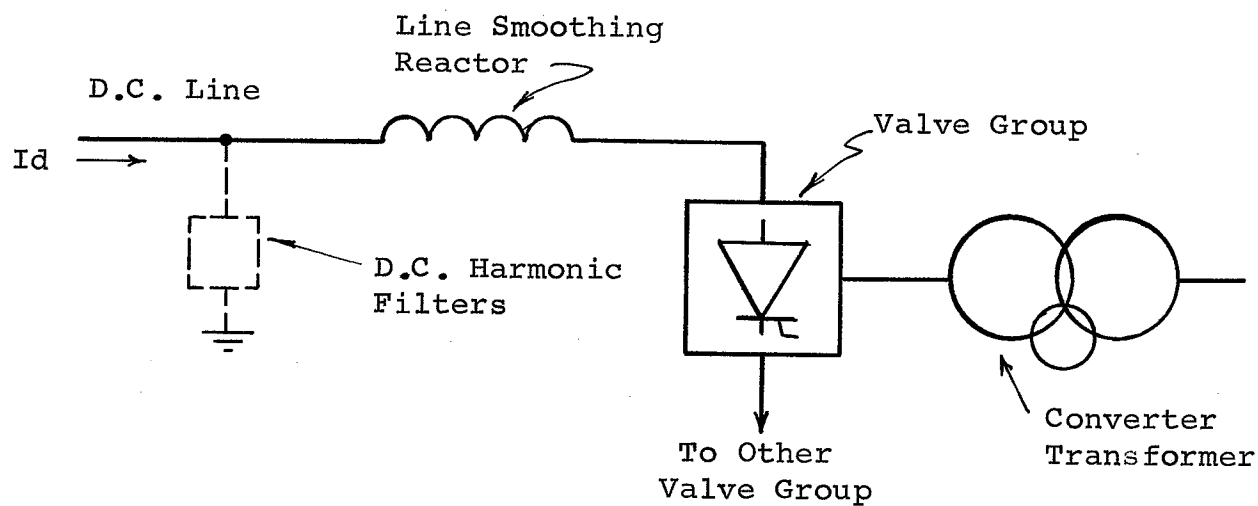 Line Smoothing
Reactor
D.C. Line
Valve Group
Id
D.C. Harmonic
Filters
Converter
Transformer
To Other
Valve Group